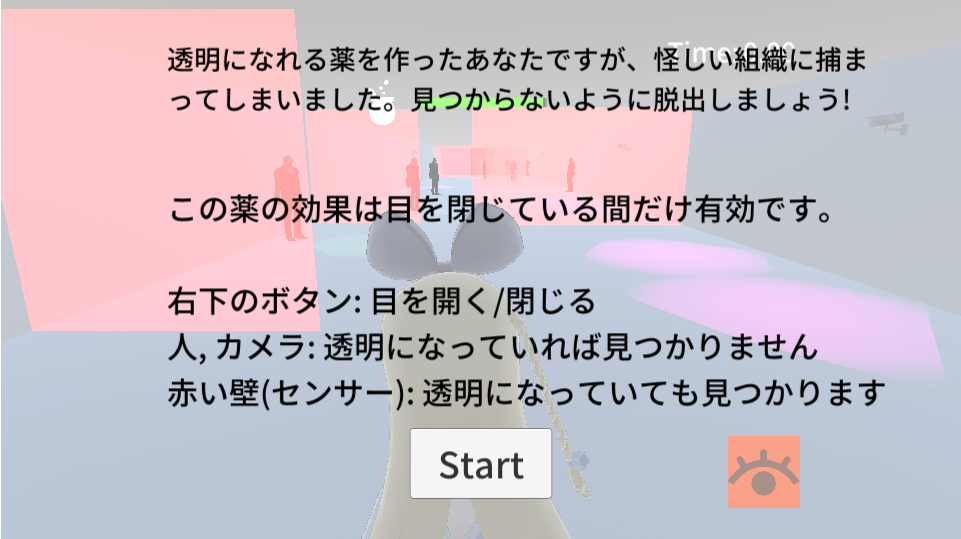 透明になれる薬を作ったあなたですが、怪しい組織に捕ま
ってしまいました。見つからないように脱出しましょう!
この薬の効果は目を閉じている間だけ有効です。
右下のボタン: 目を開く/閉じる
人, カメラ: 透明になっていれば見つかりません
赤い壁(センサー): 透明になっていても見つかります
Start